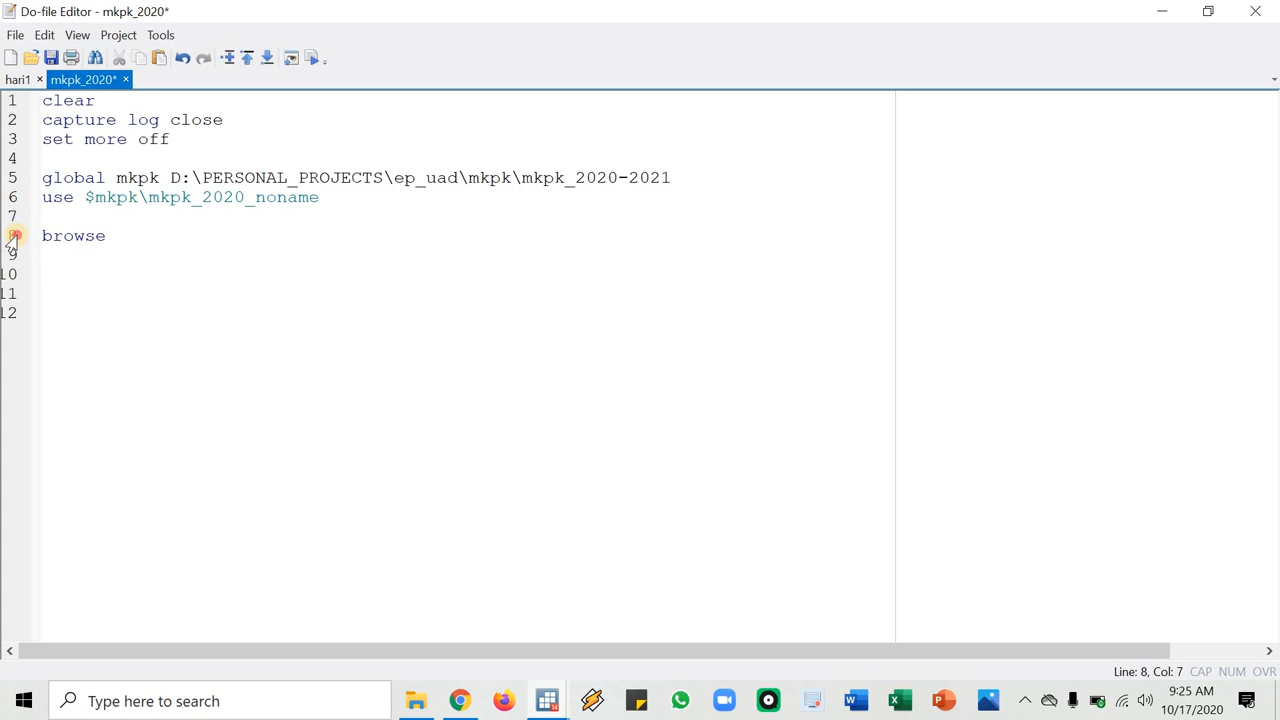 Do-file Editor - mkpk_2020*
File Edit View Project Tools
hari1 × mkpk_2020* ×
1 clear
2 capture log close
3 set more off
4
5 global mkpk D:\PERSONAL_PROJECTS\ep_uad\mkpk\mkpk_2020-2021
6 use $mkpk\mkpk_2020_noname
7
browse
9
10
11
12
Line: 8, Col: 7 CAP NUM OVR
Type here to search
9:25 AM
10/17/2020